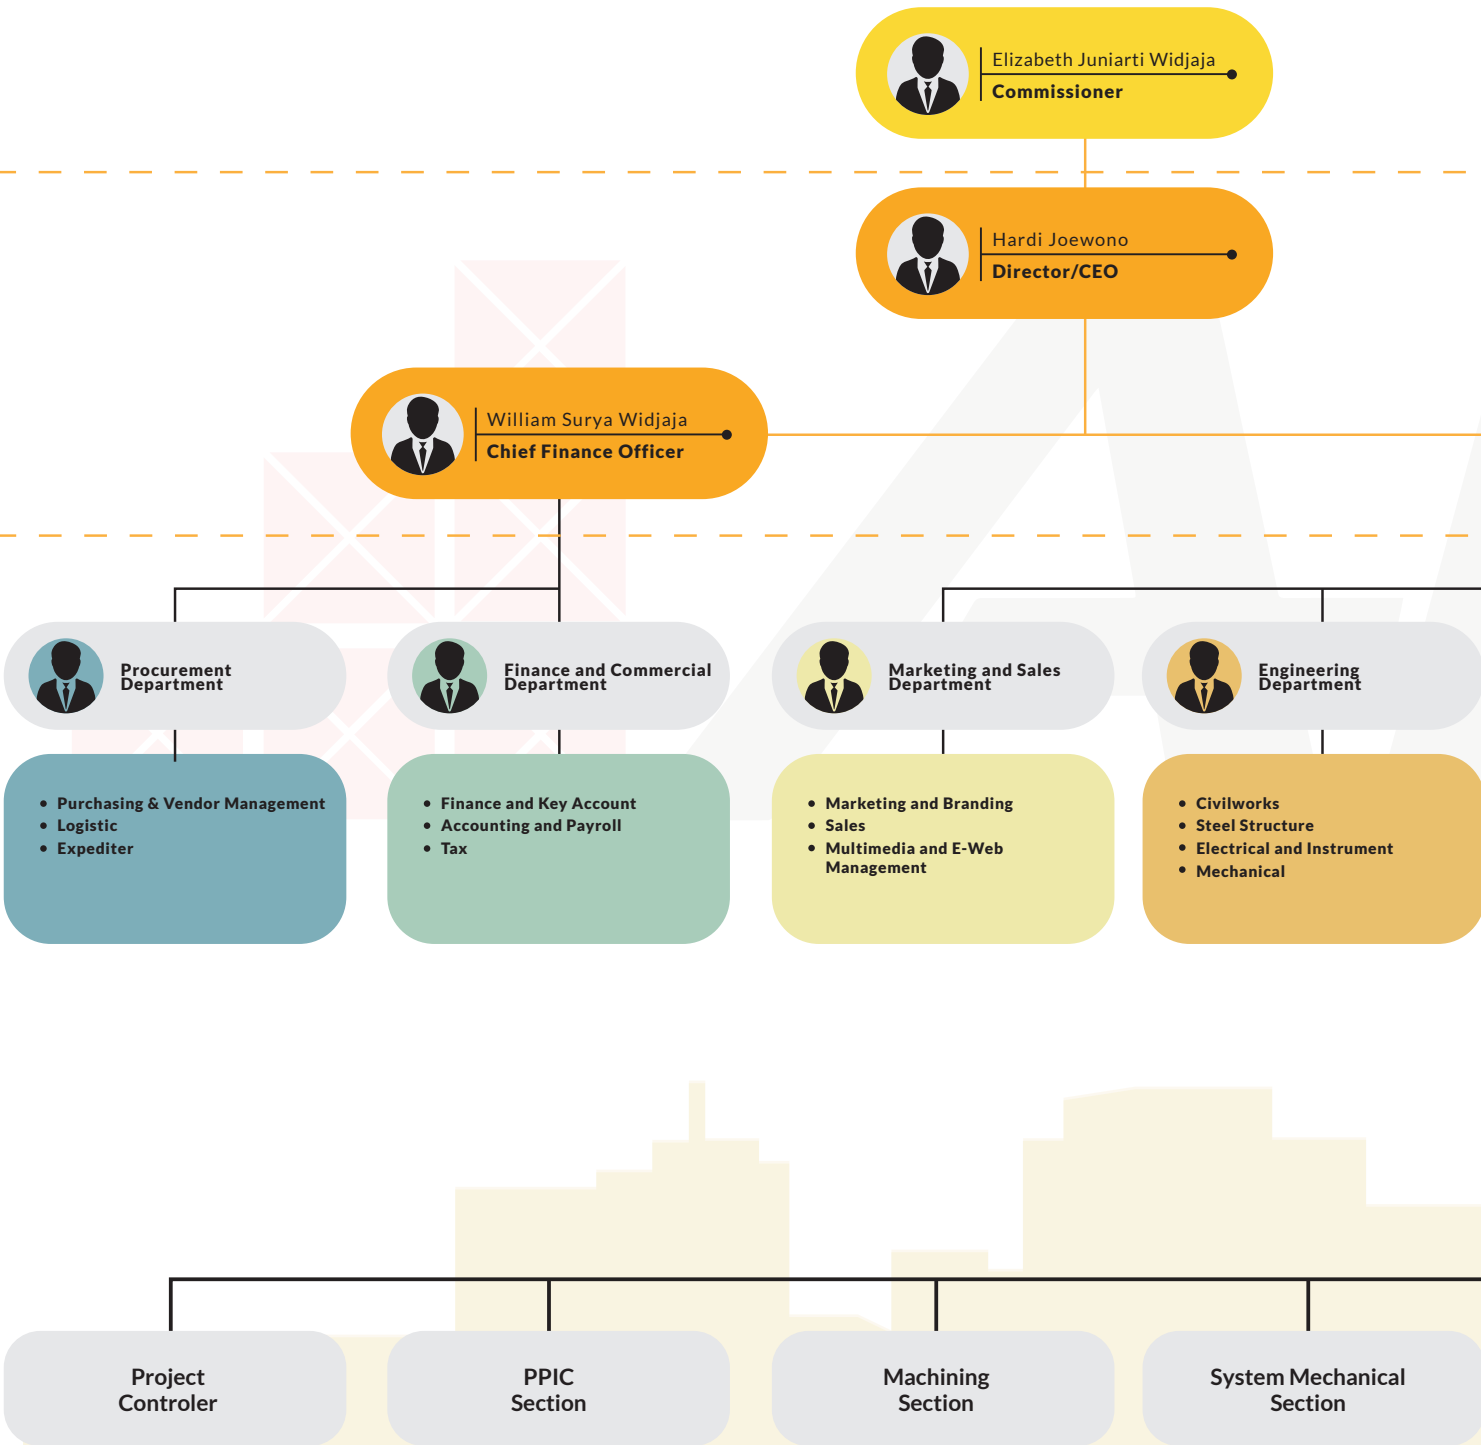 Elizabeth Juniarti Widjaja
Commissioner
Hardi Joewono
Director/CEO
William Surya Widjaja
Chief Finance Officer
Procurement
Department
Finance and Commercial
Department
Marketing and Sales
Department
Engineering
Department
• Purchasing & Vendor Management
• Logistic
• Expediter
• Finance and Key Account
• Accounting and Payroll
• Tax
• Marketing and Branding
• Sales
• Multimedia and E-Web
Management
• Civilworks
• Steel Structure
• Electrical and Instrument
• Mechanical
Project
Controler
PPIC
Section
Machining
Section
System Mechanical
Section